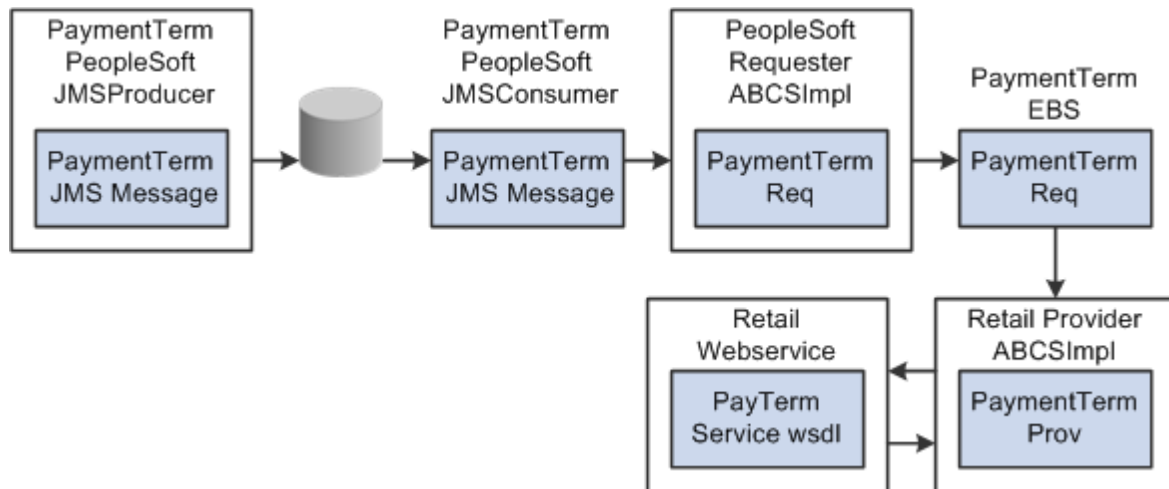 PaymentTerm
PeopleSoft
JMSProducer
PaymentTerm
JMS Message
PaymentTerm
PeopleSoft
JMSConsumer
PaymentTerm
JMS Message
PeopleSoft
Requester
ABCSImpl
PaymentTerm
Req
PaymentTerm
EBS
PaymentTerm
Req
Retail
Webservice
PayTerm
Service wsdl
Retail Provider
ABCSImpl
PaymentTerm
Prov